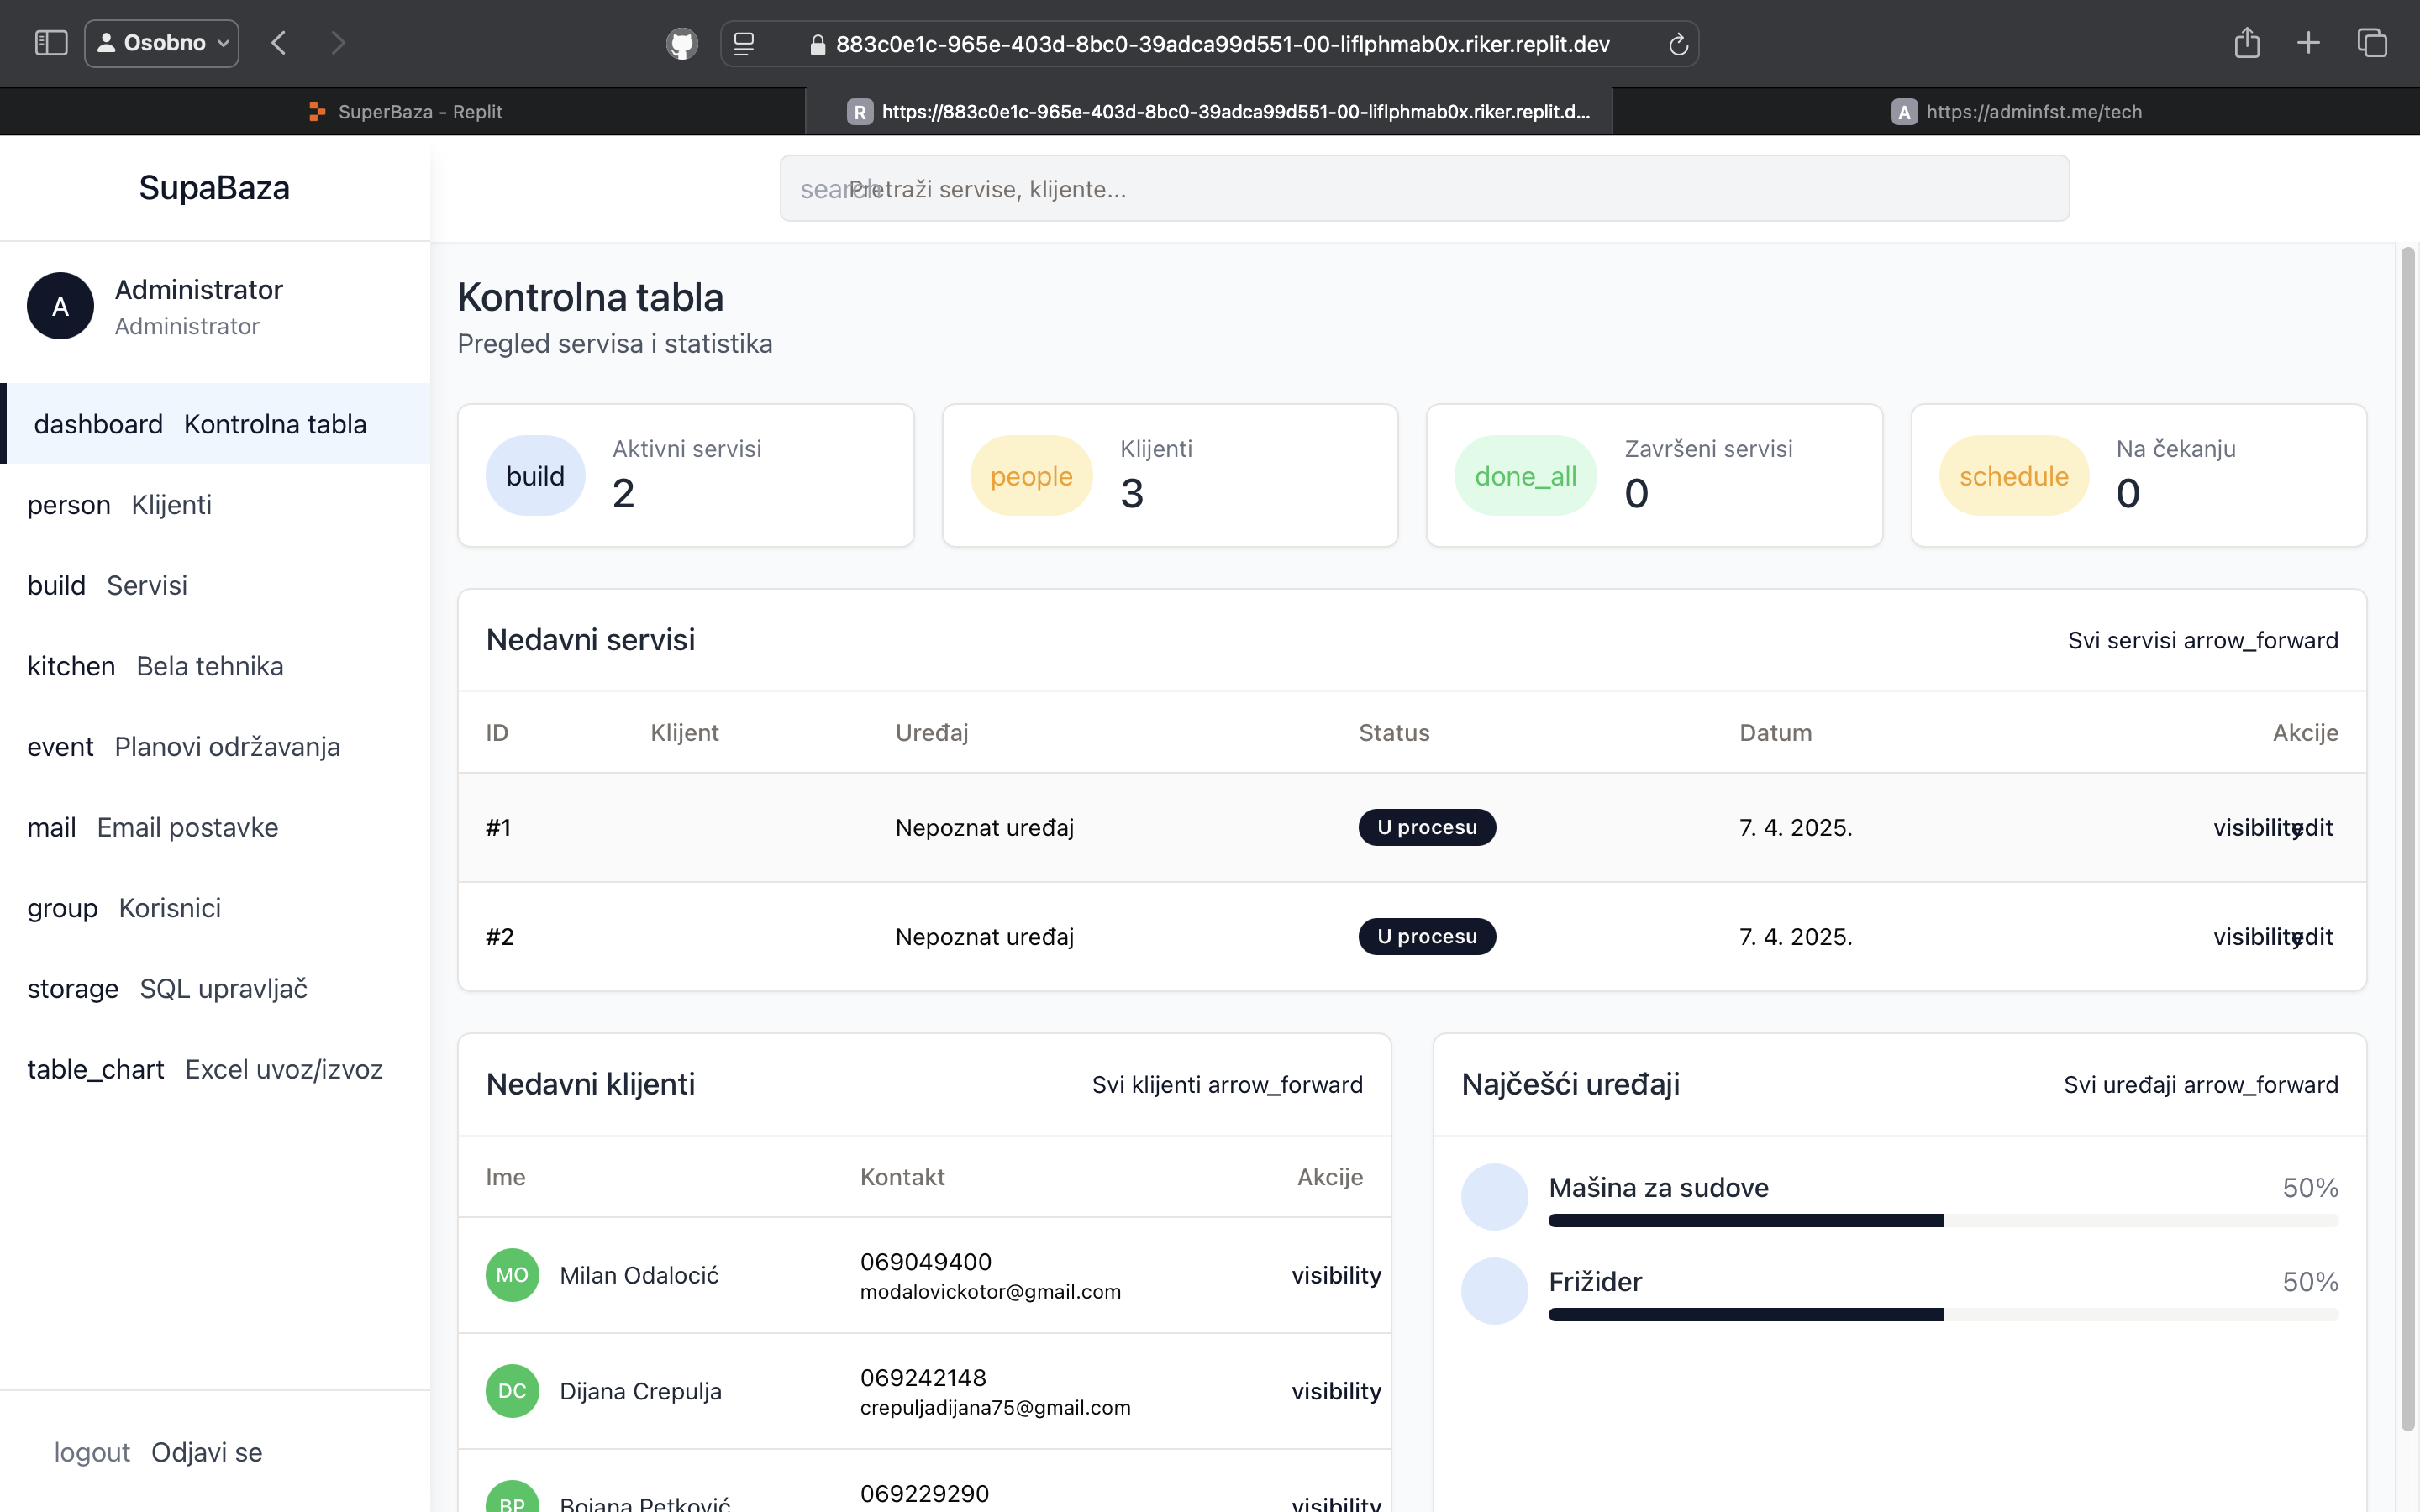 Osobno
883c0e1c-965e-403d-8bc0-39adca99d551-00-liflphmab0x.riker.replit.dev
SuperBaza - Replit
R https://883c0e1c-965e-403d-8bc0-39adca99d551-00-liflphmab0x.riker.replit.d...
A https://adminfst.me/tech
SupaBaza
search Pretraži servise, klijente...
A
Administrator
Administrator
dashboard Kontrolna tabla
person Klijenti
build Servisi
kitchen Bela tehnika
event Planovi održavanja
mail Email postavke
group Korisnici
storage SQL upravljač
table_chart Excel uvoz/izvoz
logout Odjavi se
Kontrolna tabla
Pregled servisa i statistika
build Aktivni servisi 2
people Klijenti 3
done_all Završeni servisi 0
schedule Na čekanju 0
Nedavni servisi Svi servisi arrow_forward
ID Klijent Uređaj Status Datum Akcije
#1 Nepoznat uređaj U procesu 7. 4. 2025. visibility edit
#2 Nepoznat uređaj U procesu 7. 4. 2025. visibility edit
Nedavni klijenti Svi klijenti arrow_forward
Ime Kontakt Akcije
MO Milan Odalocić 069049400 visibility
modalovickotor@gmail.com
DC Dijana Crepulja 069242148 visibility
crepuljadijana75@gmail.com
BP Bojana Petković 069229290 visibility
Najčešći uređaji Svi uređaji arrow_forward
Mašina za sudove 50%
Frižider 50%